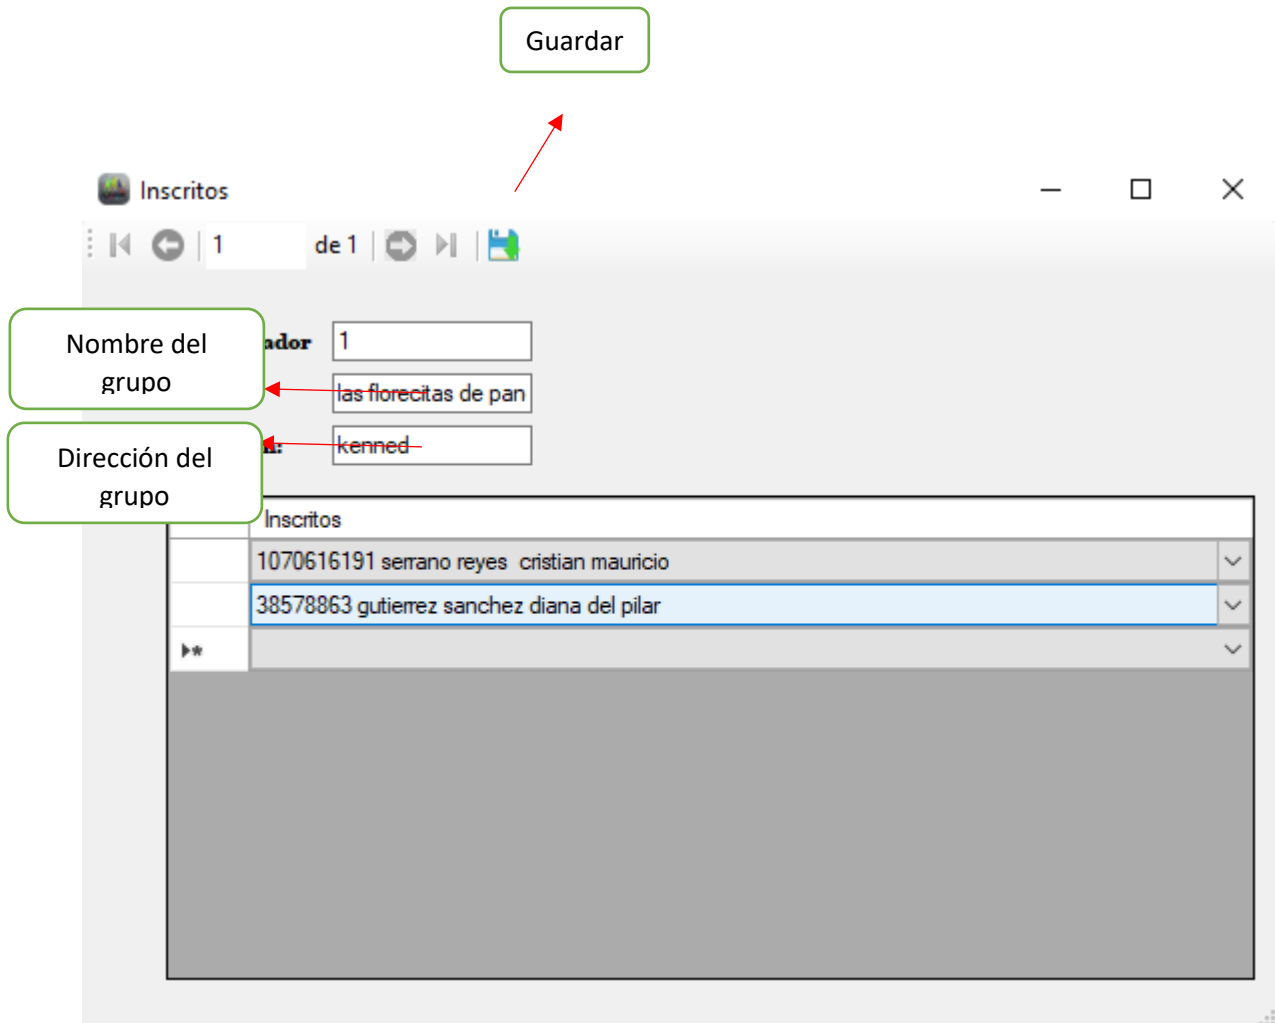 Guardar
Inscritos
1 de 1
Nombre del
grupo
ador 1
las florecitas de pan
Dirección del
grupo
kenned
Inscritos
1070616191 serrano reyes  cristian mauricio
38578863 gutierrez sanchez diana del pilar